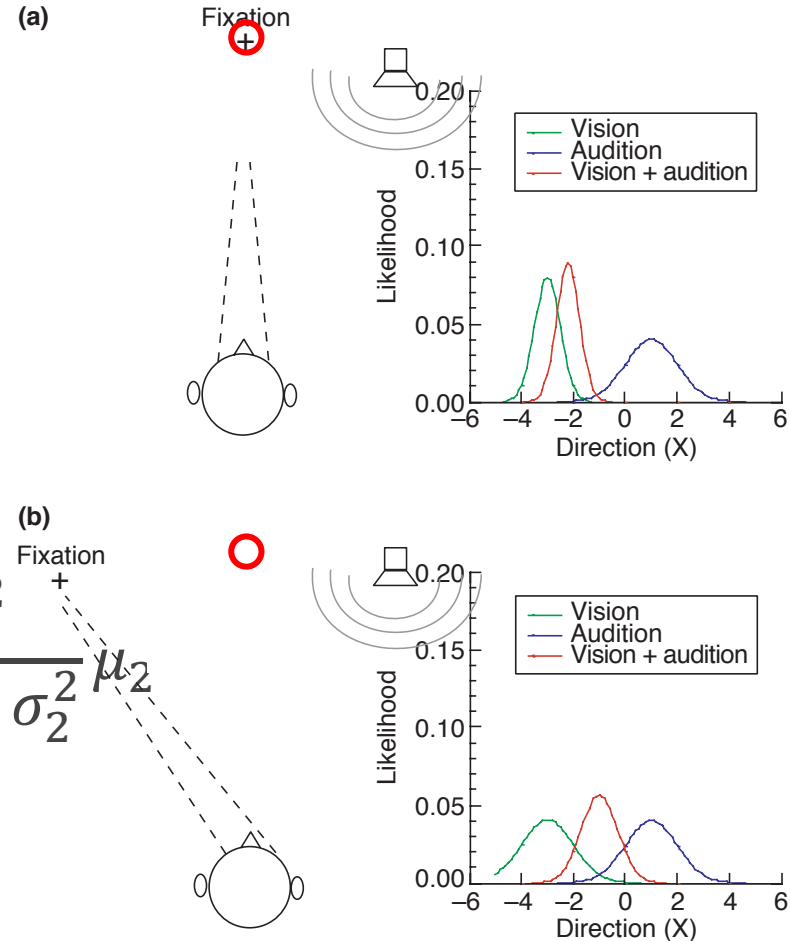 (a)
Fixation
+
0.20
0.15
0.10
0.05
0.00
Likelihood
Vision
Audition
Vision + audition
−6 −4 −2 0 2 4 6
Direction (X)
(b)
Fixation
+
μ₂
σ₂²
0.20
0.15
0.10
0.05
0.00
Likelihood
Vision
Audition
Vision + audition
−6 −4 −2 0 2 4 6
Direction (X)